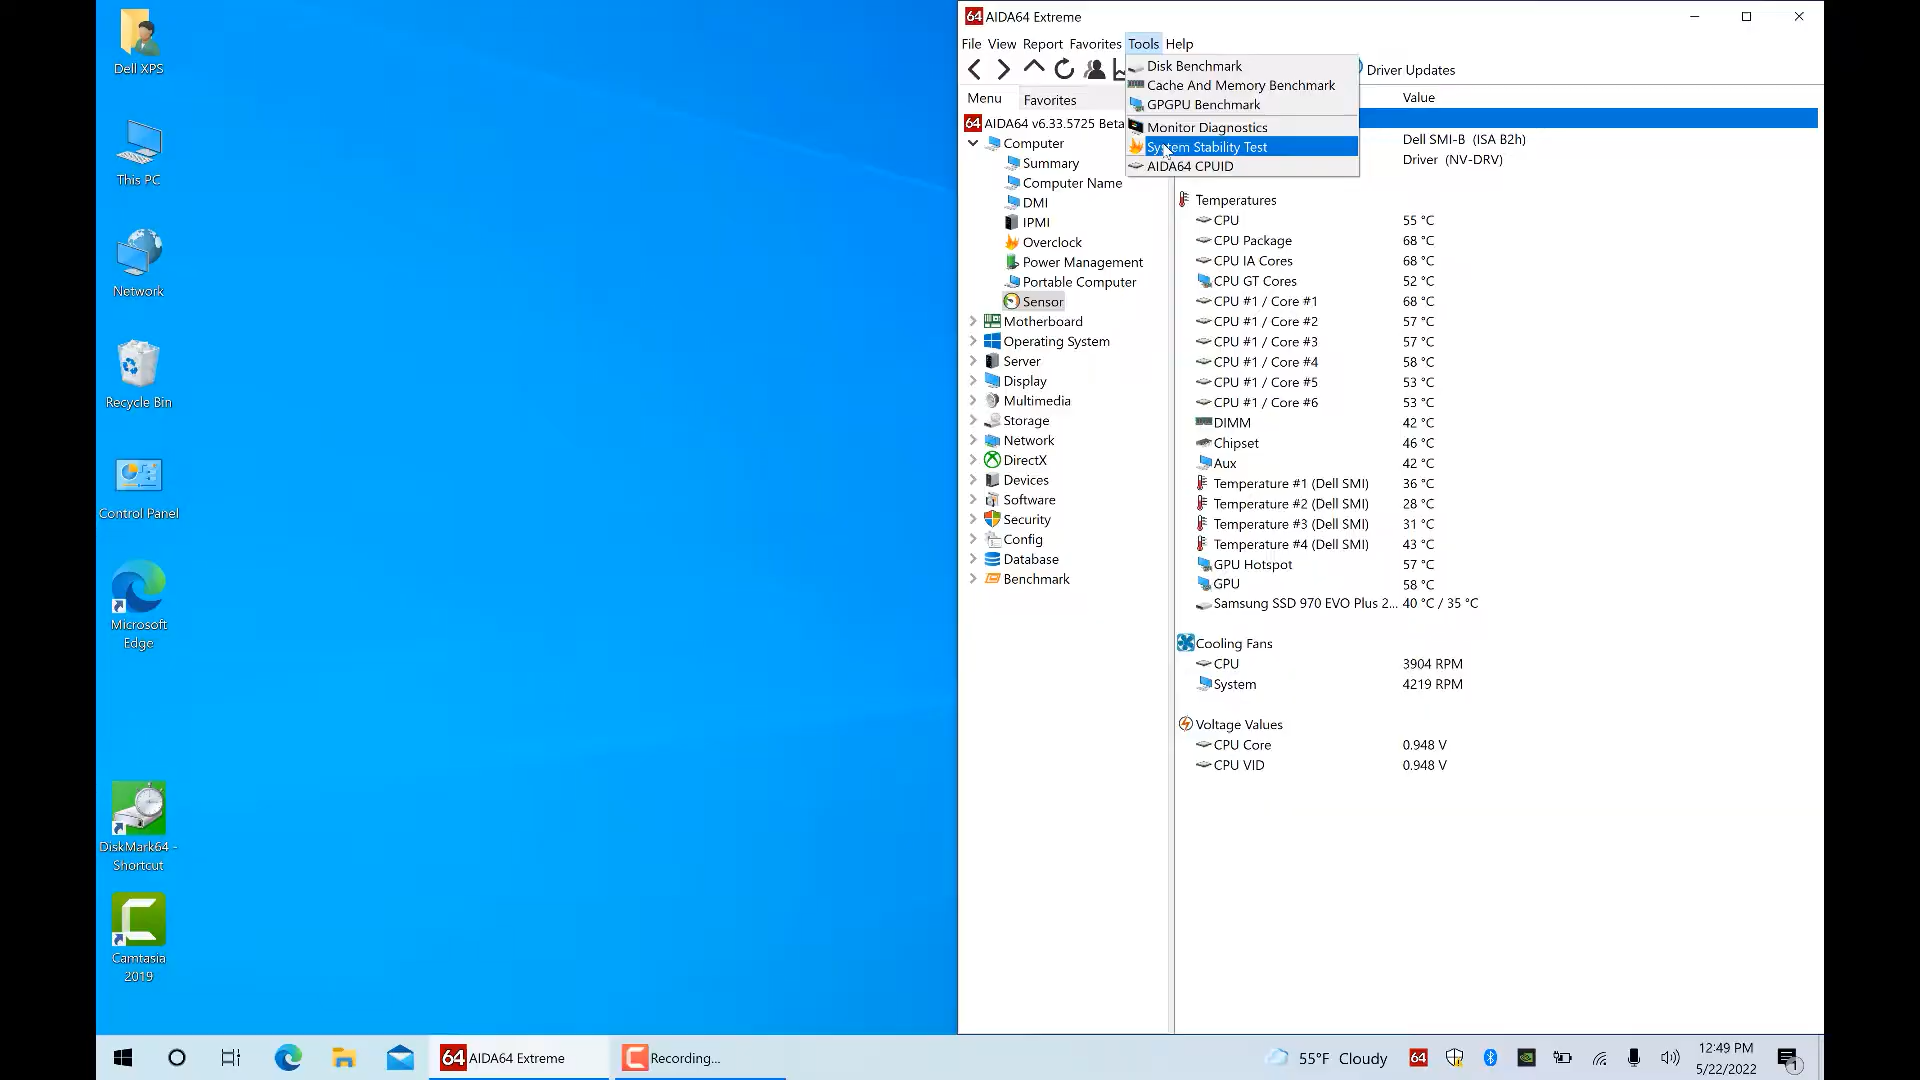 Dell XPS
This PC
Network
Recycle Bin
Control Panel
Microsoft
Edge
DiskMark64 -
Shortcut
Camtasia
2019
64 AIDA64 Extreme
File View Report Favorites Tools Help
Driver Updates
Disk Benchmark
Cache And Memory Benchmark
GPGPU Benchmark
Monitor Diagnostics
System Stability Test
AIDA64 CPUID
Menu Favorites
64 AIDA64 v6.33.5725 Beta
Computer
Summary
Computer Name
DMI
IPMI
Overclock
Power Management
Portable Computer
Sensor
Motherboard
Operating System
Server
Display
Multimedia
Storage
Network
DirectX
Devices
Software
Security
Config
Database
Benchmark
Value
Dell SMI-B (ISA B2h)
Driver (NV-DRV)
Temperatures
CPU 55 °C
CPU Package 68 °C
CPU IA Cores 68 °C
CPU GT Cores 52 °C
CPU #1 / Core #1 68 °C
CPU #1 / Core #2 57 °C
CPU #1 / Core #3 57 °C
CPU #1 / Core #4 58 °C
CPU #1 / Core #5 53 °C
CPU #1 / Core #6 53 °C
DIMM 42 °C
Chipset 46 °C
Aux 42 °C
Temperature #1 (Dell SMI) 36 °C
Temperature #2 (Dell SMI) 28 °C
Temperature #3 (Dell SMI) 31 °C
Temperature #4 (Dell SMI) 43 °C
GPU Hotspot 57 °C
GPU 58 °C
Samsung SSD 970 EVO Plus 2... 40 °C / 35 °C
Cooling Fans
CPU 3904 RPM
System 4219 RPM
Voltage Values
CPU Core 0.948 V
CPU VID 0.948 V
64 AIDA64 Extreme
C Recording...
55°F Cloudy
64
12:49 PM
5/22/2022
1